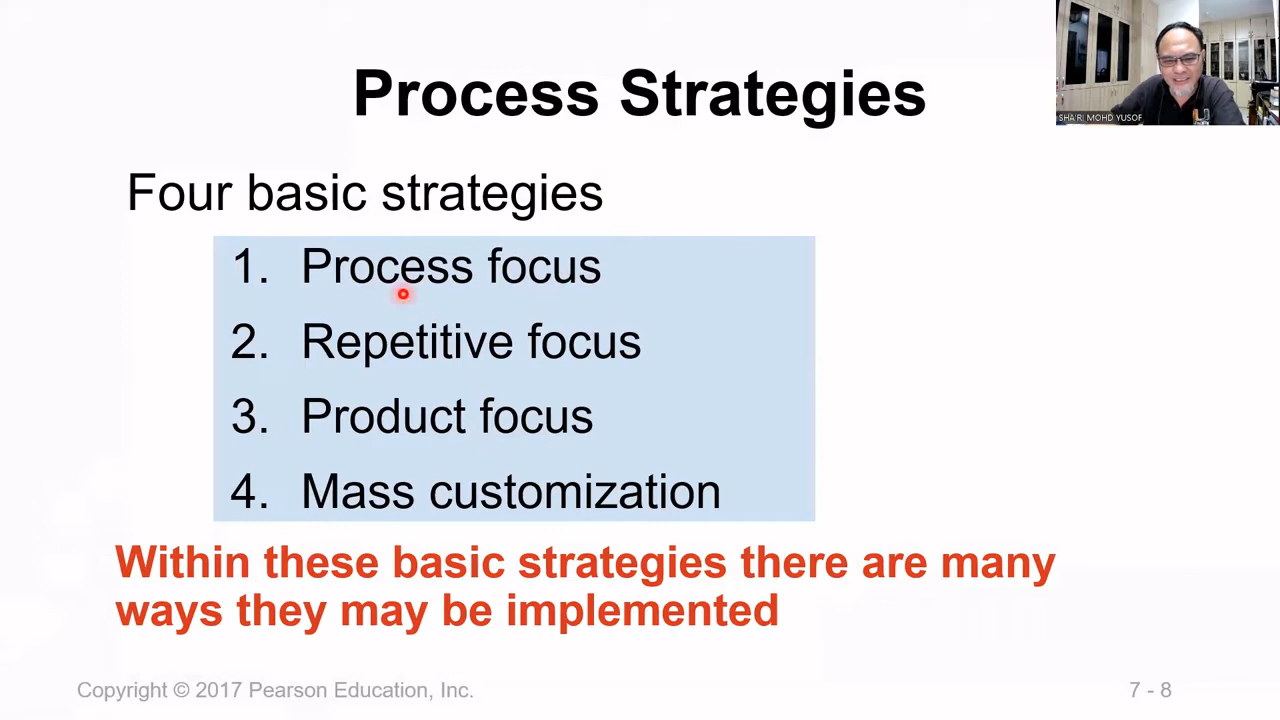 Process Strategies
SHA'RI MOHD YUSOF
Four basic strategies
1. Process focus
2. Repetitive focus
3. Product focus
4. Mass customization
Within these basic strategies there are many
ways they may be implemented
Copyright © 2017 Pearson Education, Inc.
7 - 8